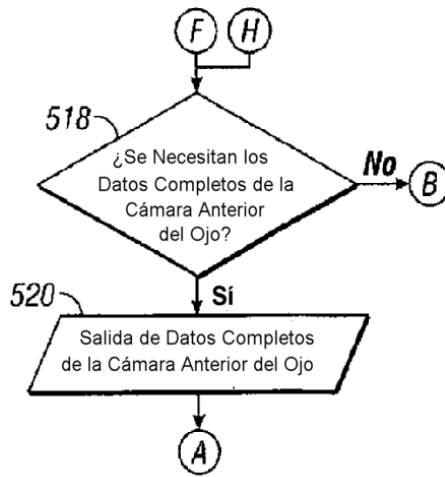 F H
518
¿Se Necesitan los
Datos Completos de la
Cámara Anterior
del Ojo?
No
B
Sí
520
Salida de Datos Completos
de la Cámara Anterior del Ojo
A